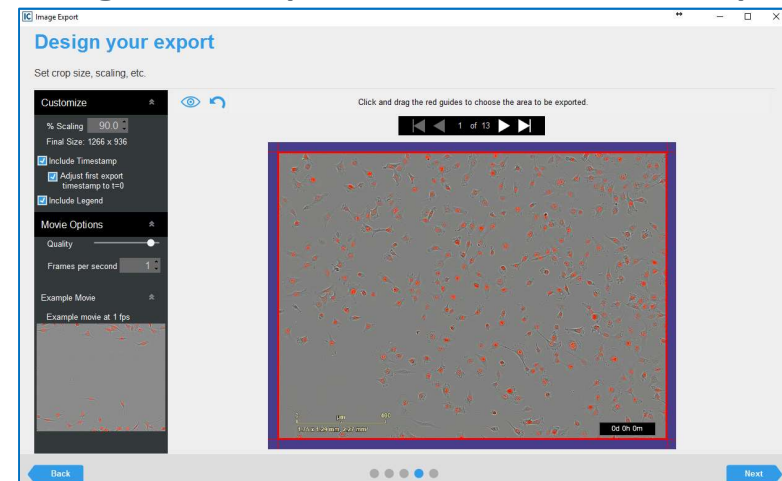 IC Image Export
Design your export
Set crop size, scaling, etc.
Customize
% Scaling 90.0
Final Size: 1266 x 936
Include Timestamp
Adjust first export
timestamp to t=0
Include Legend
Movie Options
Quality
Frames per second 1
Example Movie
Example movie at 1 fps
Click and drag the red guides to choose the area to be exported.
1 of 13
0d 0h 0m
Back
Next